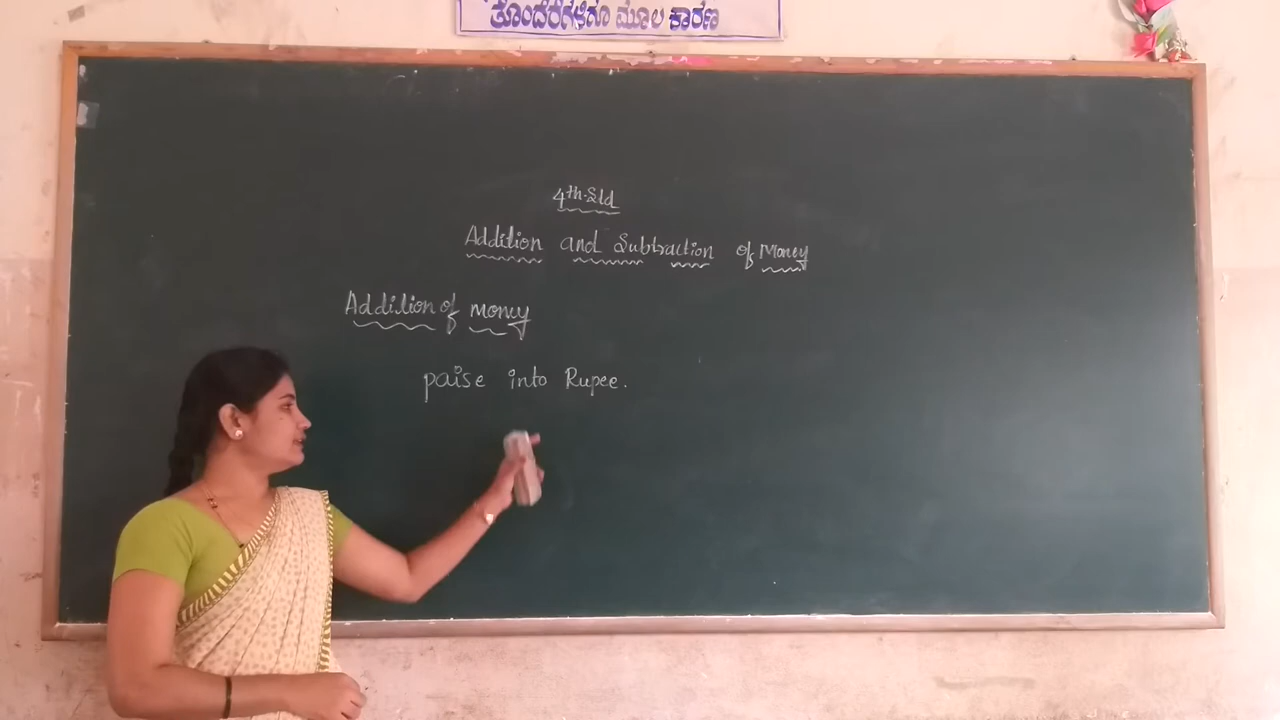 ತೊಂದರೆಗಳಿಗೂ ಮೂಲ ಕಾರಣ
4th Std
Addition and Subtraction of Money
Addition of money
paise into Rupee.